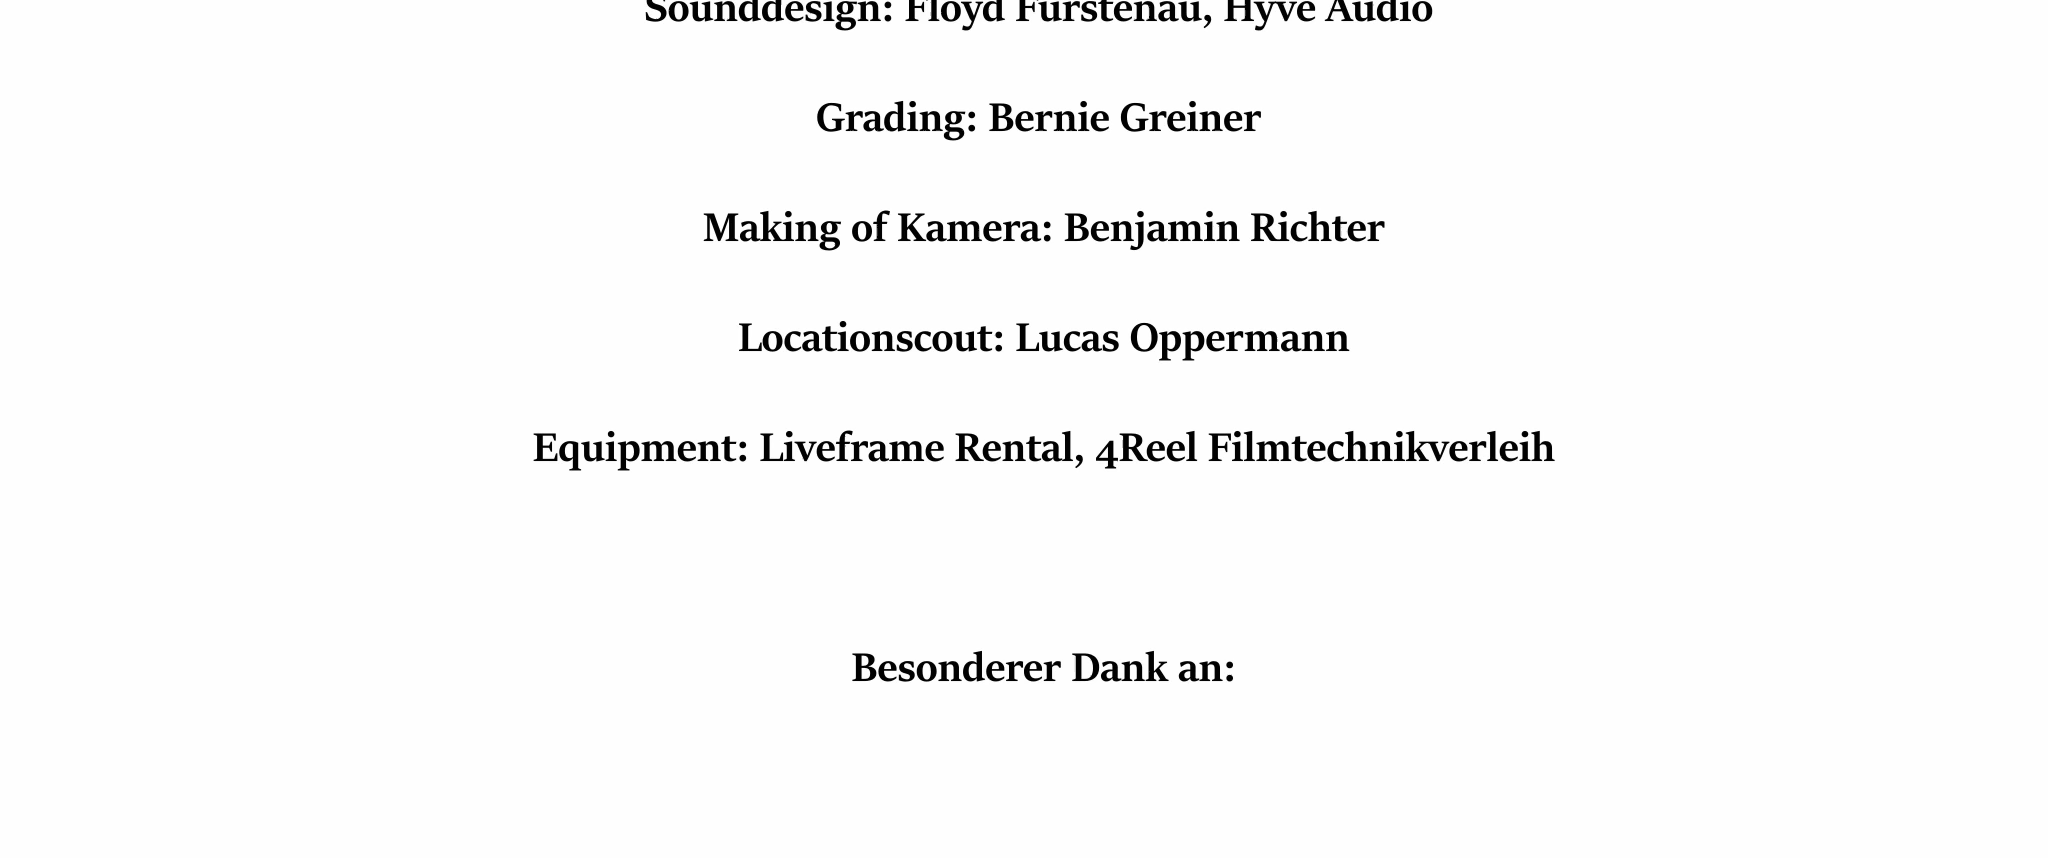 Sounddesign: Floyd Fürstenau, Hyve Audio
Grading: Bernie Greiner
Making of Kamera: Benjamin Richter
Locationscout: Lucas Oppermann
Equipment: Liveframe Rental, 4Reel Filmtechnikverleih
Besonderer Dank an: